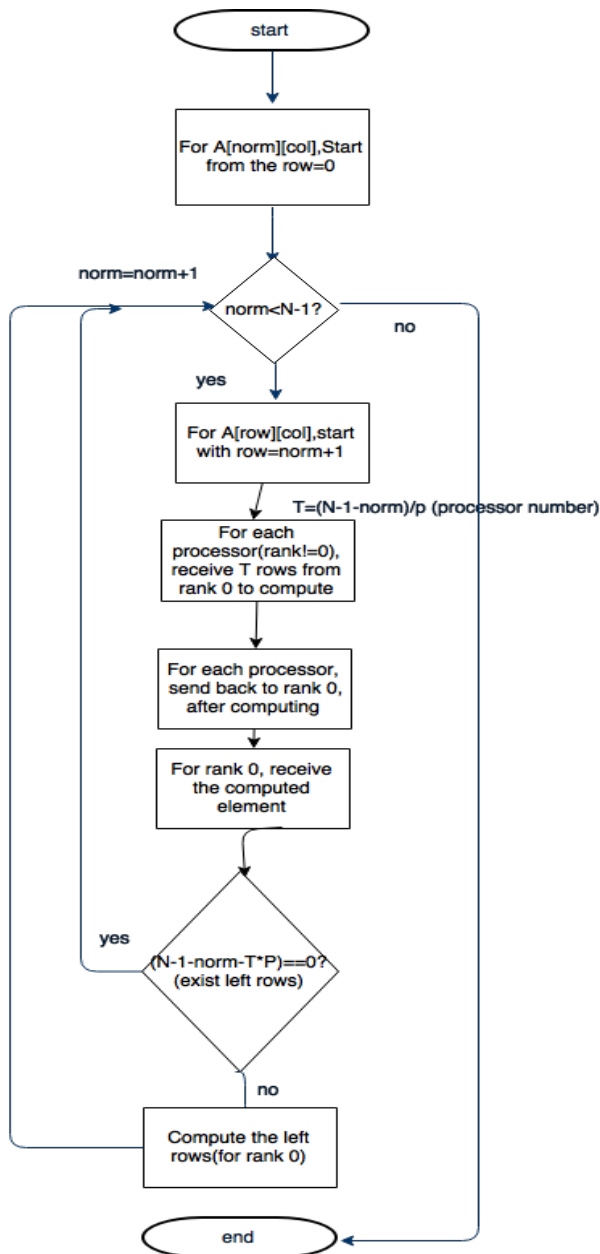 start
For A[norm][col],Start
from the row=0
norm=norm+1
norm<N-1?
no
yes
For A[row][col],start
with row=norm+1
T=(N-1-norm)/p (processor number)
For each
processor(rank!=0),
receive T rows from
rank 0 to compute
For each processor,
send back to rank 0,
after computing
For rank 0, receive
the computed
element
yes
(N-1-norm-T*P)==0?
(exist left rows)
no
Compute the left
rows(for rank 0)
end